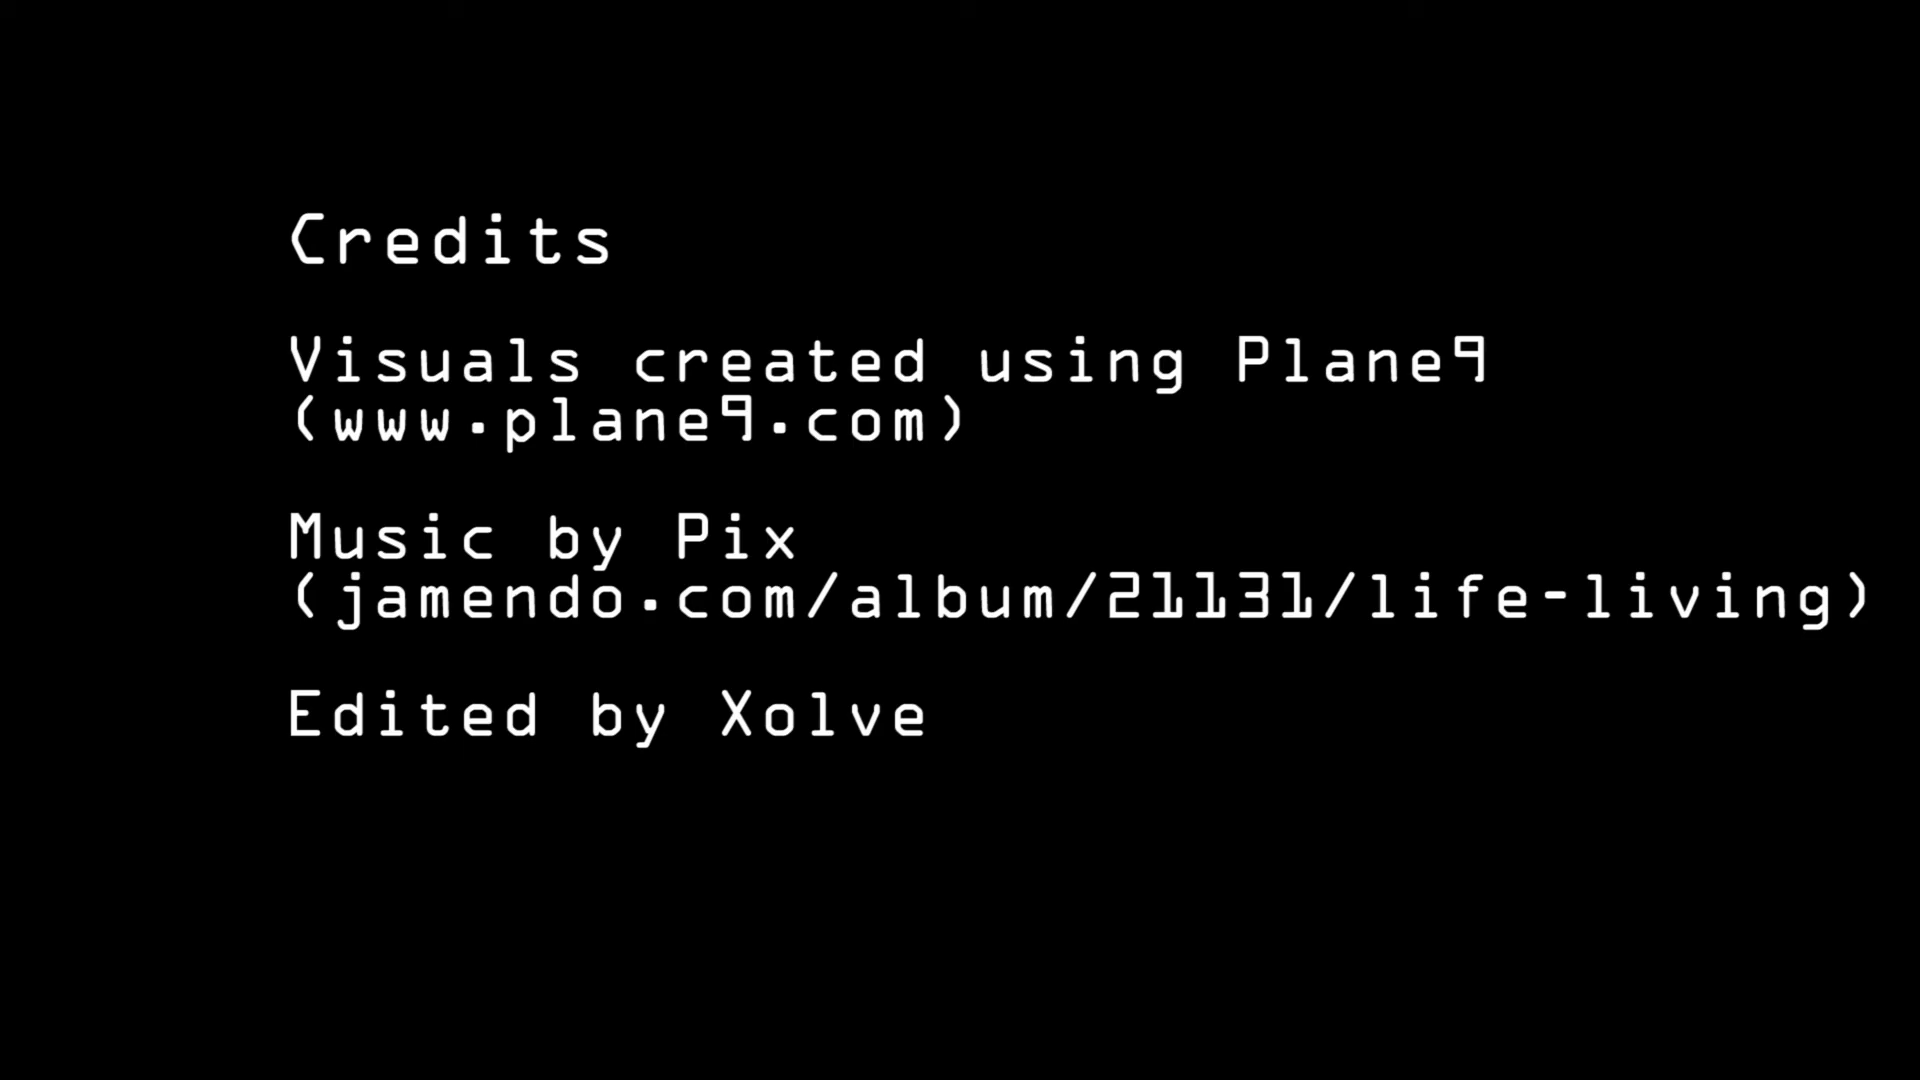 Credits
Visuals created using Plane9
(www.plane9.com)
Music by Pix
(jamendo.com/album/21131/life-living)
Edited by Xolve